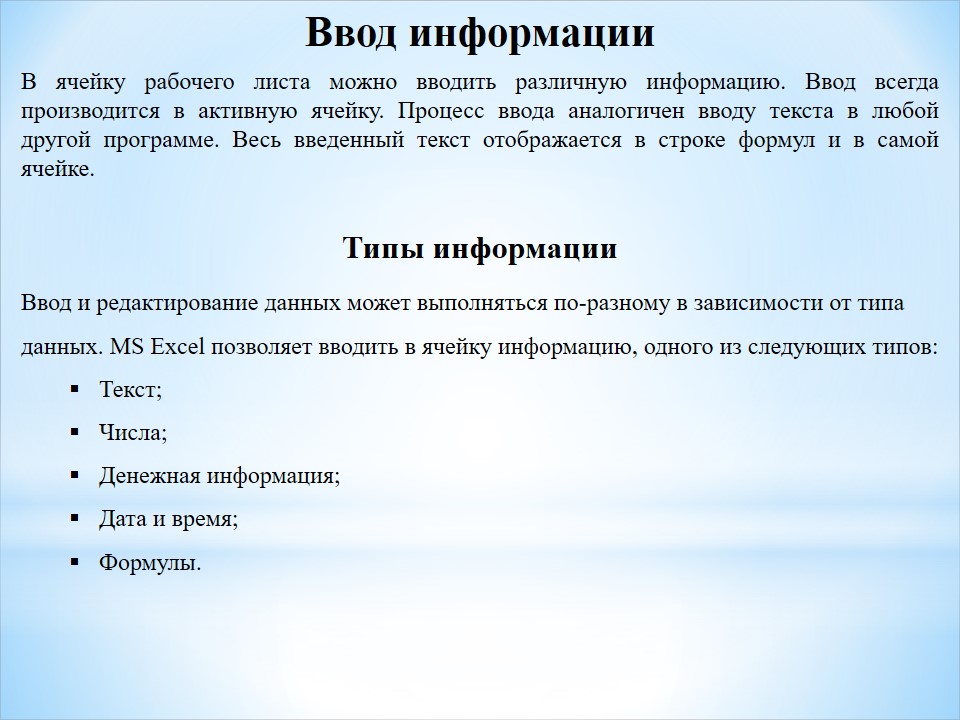 Ввод информации
В ячейку рабочего листа можно вводить различную информацию. Ввод всегда
производится в активную ячейку. Процесс ввода аналогичен вводу текста в любой
другой программе. Весь введенный текст отображается в строке формул и в самой
ячейке.
Типы информации
Ввод и редактирование данных может выполняться по-разному в зависимости от типа
данных. MS Excel позволяет вводить в ячейку информацию, одного из следующих типов:
▪ Текст;
▪ Числа;
▪ Денежная информация;
▪ Дата и время;
▪ Формулы.